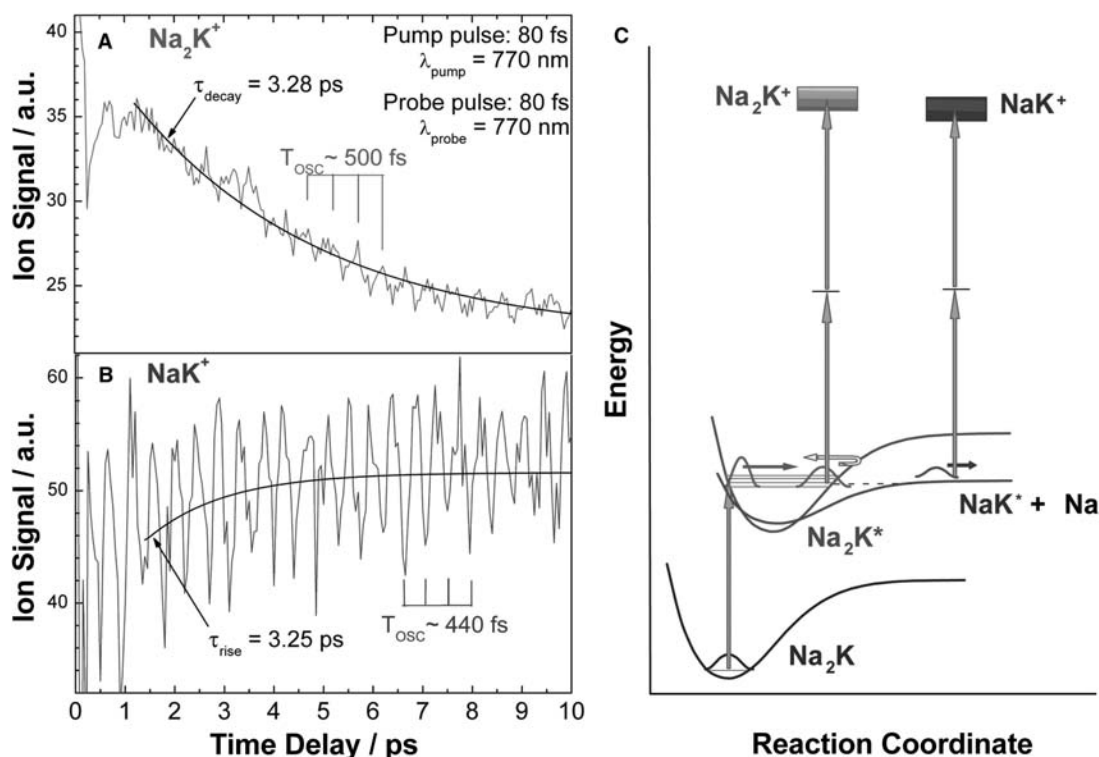 A
Na₂K⁺
Pump pulse: 80 fs
λpump = 770 nm
τdecay = 3.28 ps
Probe pulse: 80 fs
λprobe = 770 nm
TOSC ~ 500 fs
40
35
30
25
Ion Signal / a.u.
B
NaK⁺
60
50
40
Ion Signal / a.u.
TOSC ~ 440 fs
τrise = 3.25 ps
0 1 2 3 4 5 6 7 8 9 10
Time Delay / ps
C
Na₂K⁺
NaK⁺
Energy
NaK* + Na
Na₂K*
Na₂K
Reaction Coordinate